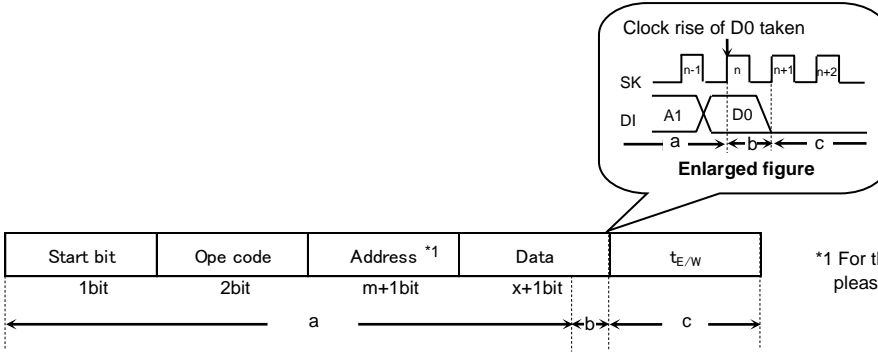 Clock rise of D0 taken
SK
n-1
n
n+1
n+2
DI
A1
D0
a
b
c
Enlarged figure
Start bit
Ope code
Address *1
Data
tE/W
*1 For th
pleas
1bit
2bit
m+1bit
x+1bit
a
b
c